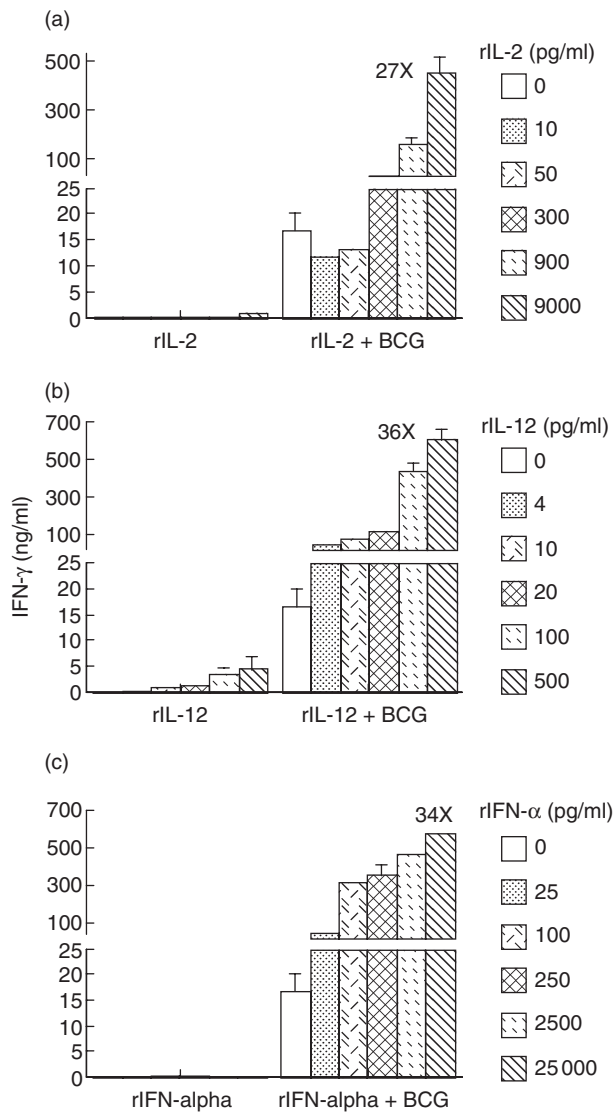 (a)
rIL-2 (pg/ml)
500
27X
0
10
100
50
25
20
300
15
10
900
5
0
9000
rIL-2
rIL-2 + BCG
(b)
rIL-12 (pg/ml)
700
36X
500
0
4
100
10
25
20
20
15
10
100
5
0
500
rIL-12
rIL-12 + BCG
IFN-γ (ng/ml)
(c)
rIFN-α (pg/ml)
700
34X
500
0
300
25
100
100
25
20
250
15
10
2500
5
0
25 000
rIFN-alpha
rIFN-alpha + BCG